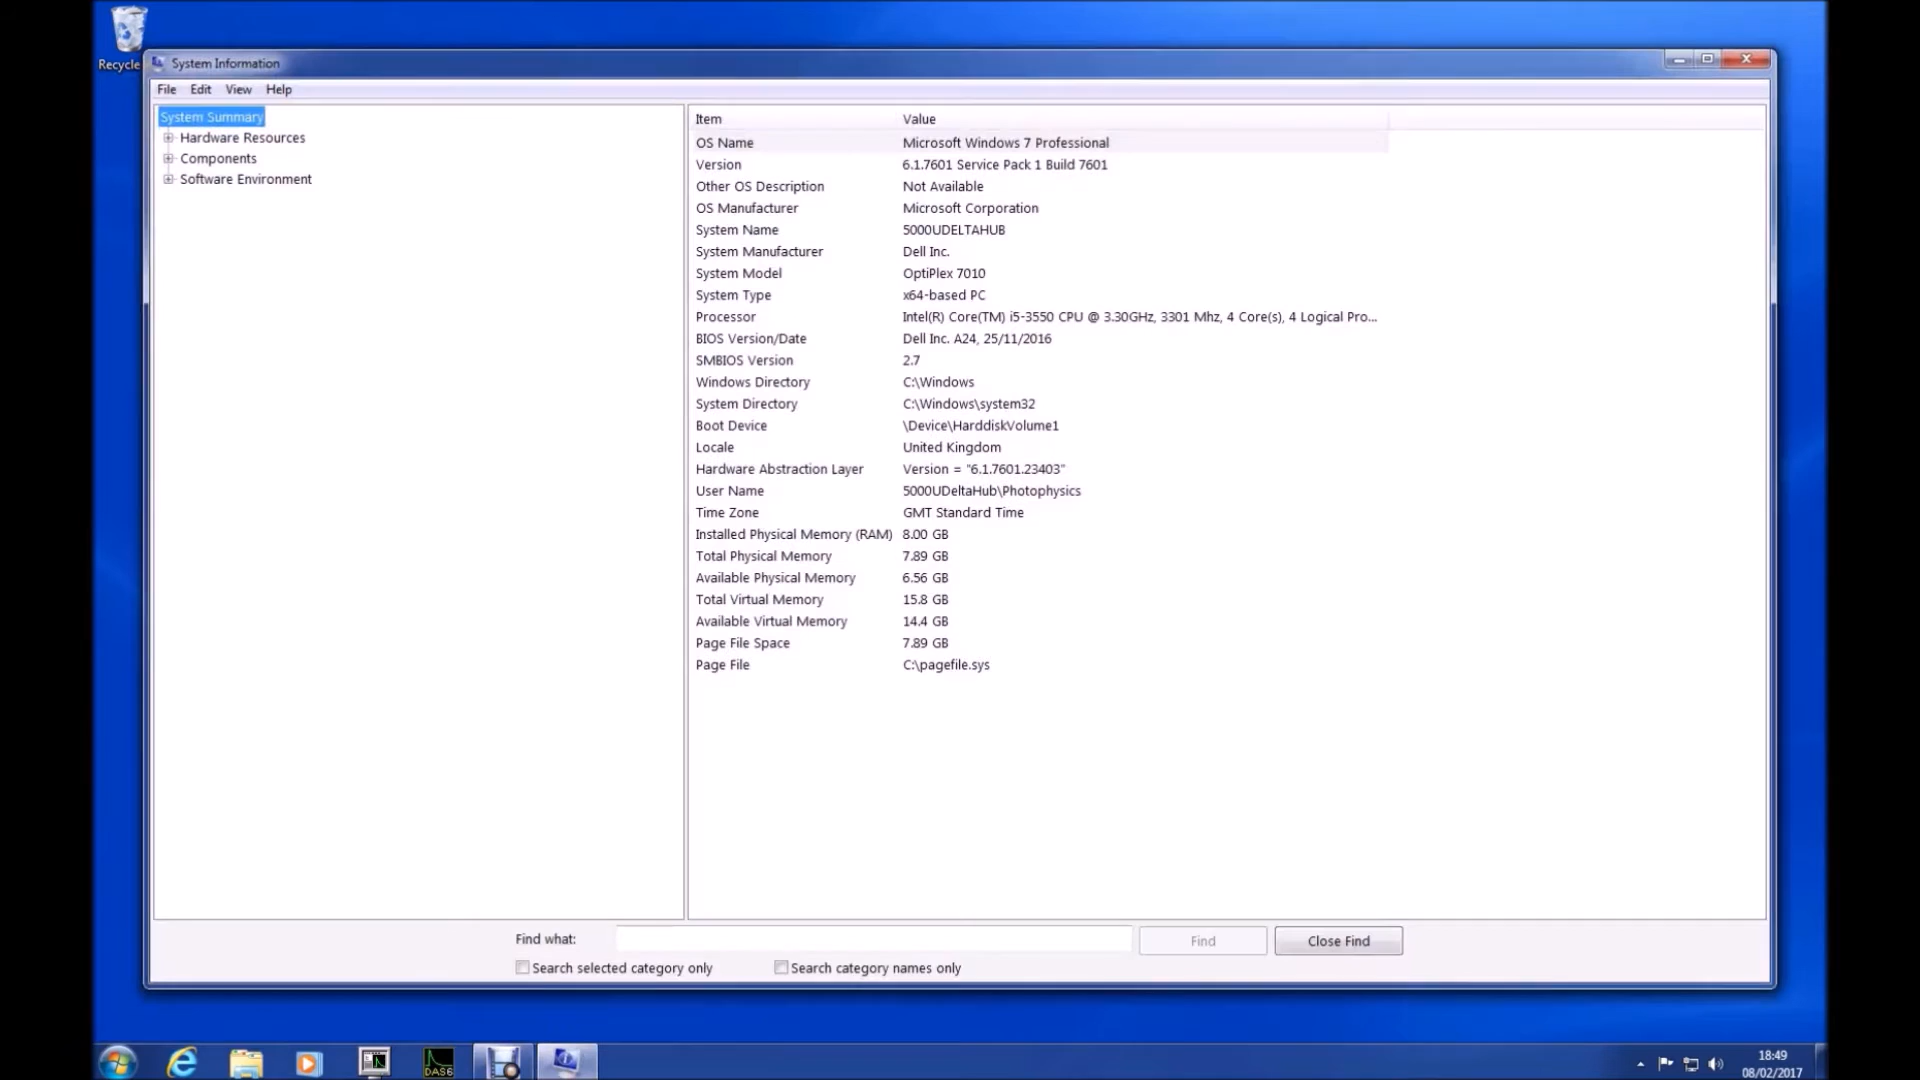 Recycle
System Information
File Edit View Help
System Summary
Hardware Resources
Components
Software Environment
Item Value
OS Name Microsoft Windows 7 Professional
Version 6.1.7601 Service Pack 1 Build 7601
Other OS Description Not Available
OS Manufacturer Microsoft Corporation
System Name 5000UDELTAHUB
System Manufacturer Dell Inc.
System Model OptiPlex 7010
System Type x64-based PC
Processor Intel(R) Core(TM) i5-3550 CPU @ 3.30GHz, 3301 Mhz, 4 Core(s), 4 Logical Pro...
BIOS Version/Date Dell Inc. A24, 25/11/2016
SMBIOS Version 2.7
Windows Directory C:\Windows
System Directory C:\Windows\system32
Boot Device \Device\HarddiskVolume1
Locale United Kingdom
Hardware Abstraction Layer Version = "6.1.7601.23403"
User Name 5000UDeltaHub\Photophysics
Time Zone GMT Standard Time
Installed Physical Memory (RAM) 8.00 GB
Total Physical Memory 7.89 GB
Available Physical Memory 6.56 GB
Total Virtual Memory 15.8 GB
Available Virtual Memory 14.4 GB
Page File Space 7.89 GB
Page File C:\pagefile.sys
Find what: Find Close Find
Search selected category only Search category names only
DAS6
18:49
08/02/2017